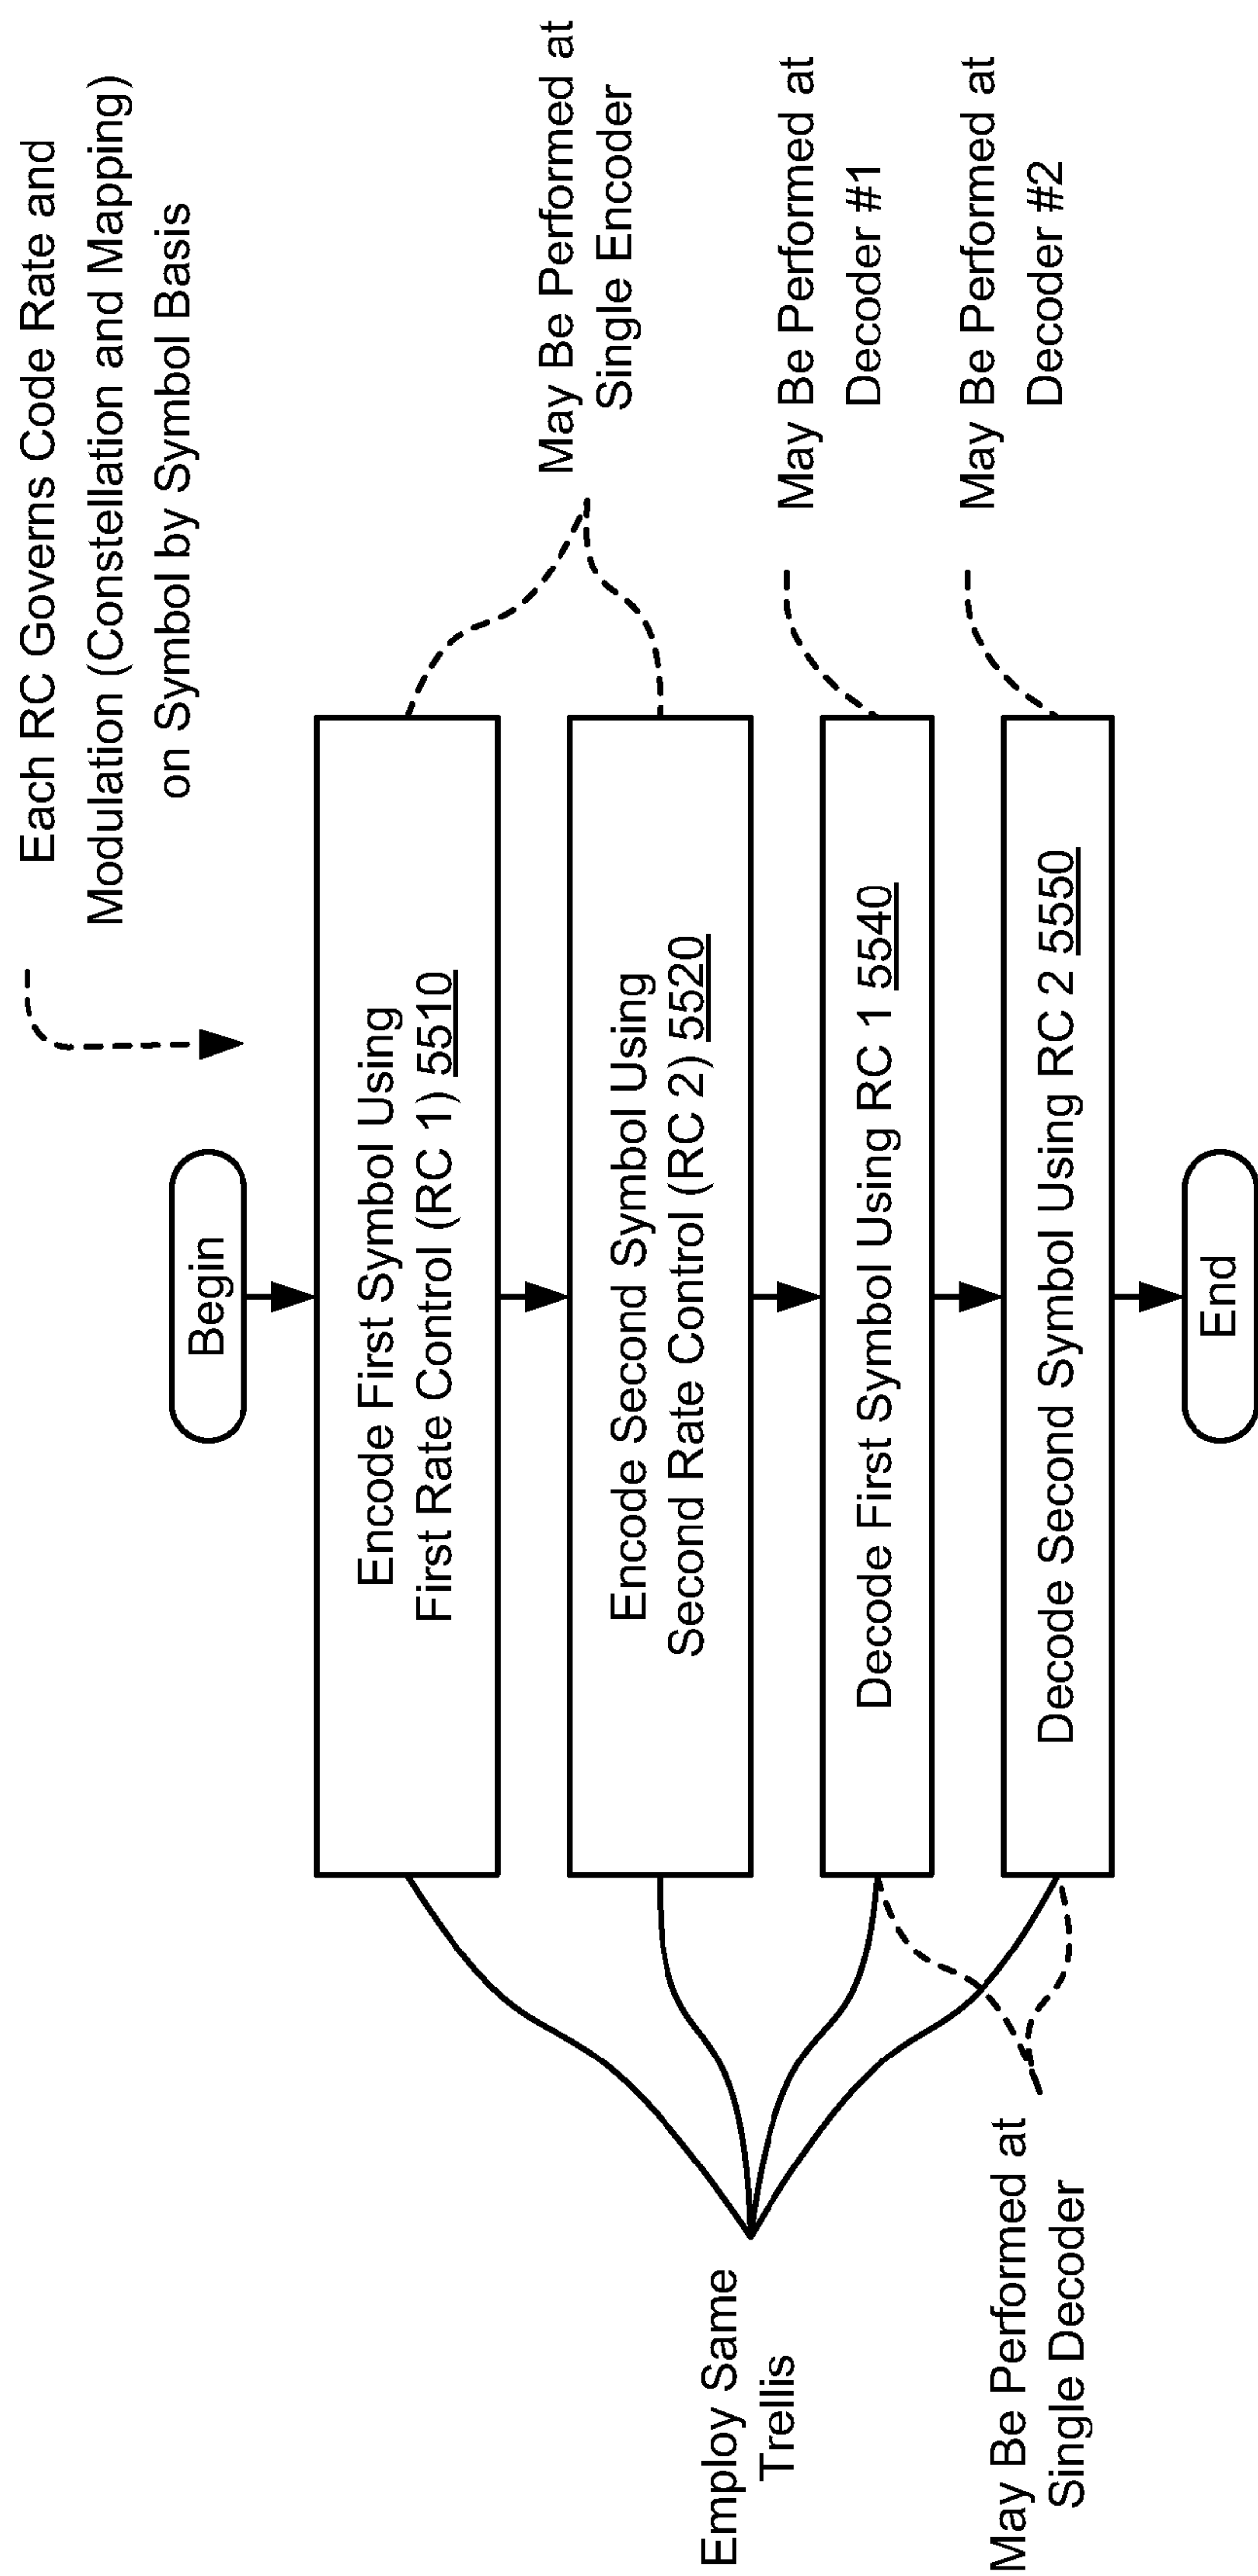 Each RC Governs Code Rate and
Modulation (Constellation and Mapping)
on Symbol by Symbol Basis
Begin
Encode First Symbol Using
First Rate Control (RC 1) 5510
Encode Second Symbol Using
Second Rate Control (RC 2) 5520
May Be Performed at
Single Encoder
Decode First Symbol Using RC 1 5540
May Be Performed at
Decoder #1
Decode Second Symbol Using RC 2 5550
May Be Performed at
Decoder #2
Employ Same
Trellis
May Be Performed at
Single Decoder
End